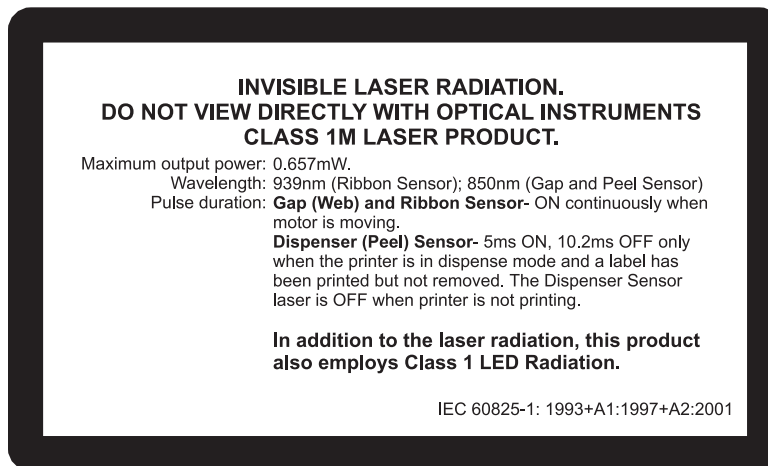 INVISIBLE LASER RADIATION.
DO NOT VIEW DIRECTLY WITH OPTICAL INSTRUMENTS
CLASS 1M LASER PRODUCT.
Maximum output power: 0.657mW.
Wavelength: 939nm (Ribbon Sensor); 850nm (Gap and Peel Sensor)
Pulse duration: Gap (Web) and Ribbon Sensor- ON continuously when
motor is moving.
Dispenser (Peel) Sensor- 5ms ON, 10.2ms OFF only
when the printer is in dispense mode and a label has
been printed but not removed. The Dispenser Sensor
laser is OFF when printer is not printing.
In addition to the laser radiation, this product
also employs Class 1 LED Radiation.
IEC 60825-1: 1993+A1:1997+A2:2001